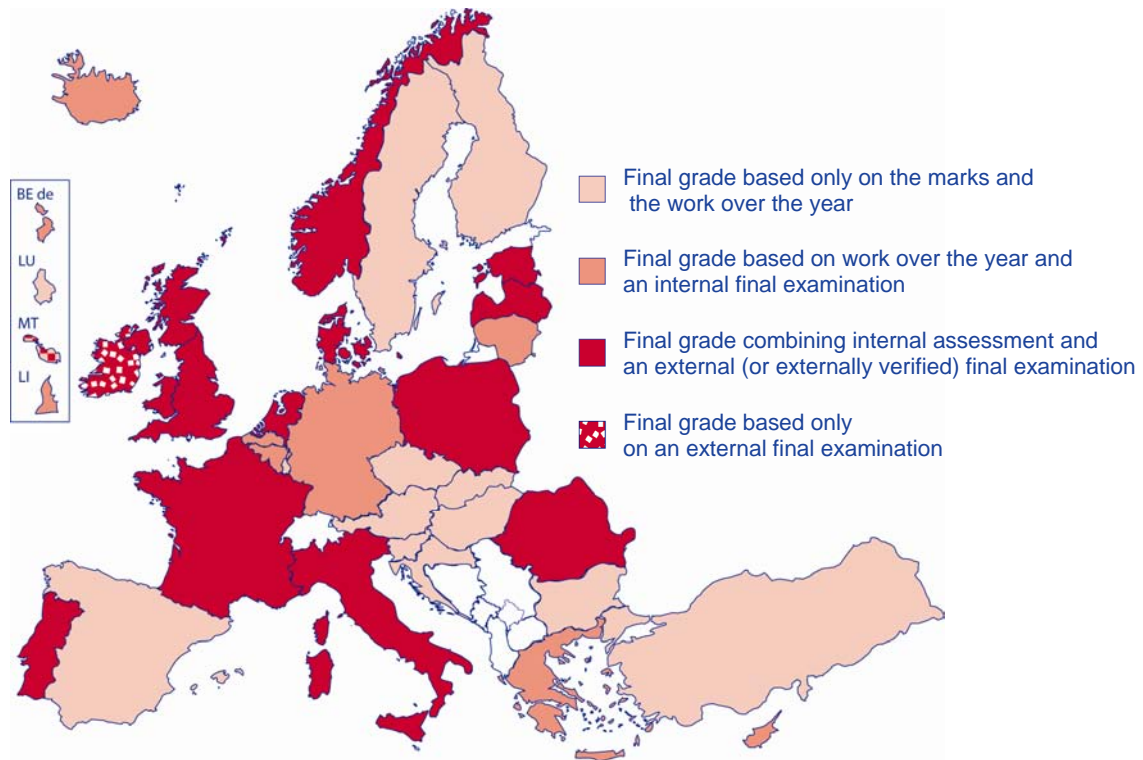 BE de
LU
MT
LI
Final grade based only on the marks and
the work over the year
Final grade based on work over the year and
an internal final examination
Final grade combining internal assessment and
an external (or externally verified) final examination
Final grade based only
on an external final examination